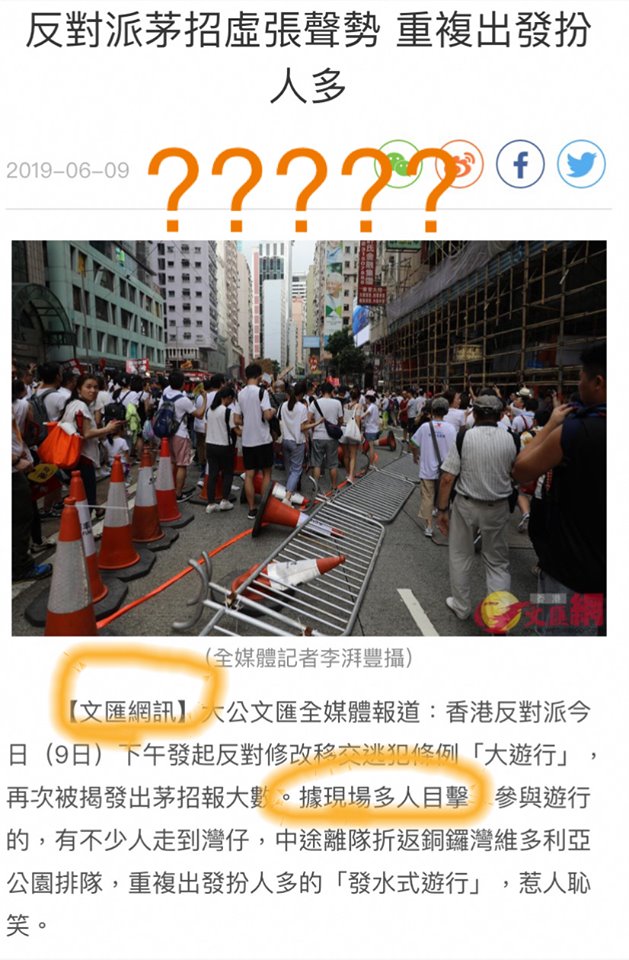 反對派茅招虛張聲勢 重複出發扮
人多
2019-06-09
?????
文匯網
(全媒體記者李湃豐攝)
【文匯網訊】大公文匯全媒體報道：香港反對派今
日（9日）下午發起反對修改移交逃犯條例「大遊行」，
再次被揭發出茅招報大數。據現場多人目擊，參與遊行
的，有不少人走到灣仔，中途離隊折返銅鑼灣維多利亞
公園排隊，重複出發扮人多的「發水式遊行」，惹人恥
笑。